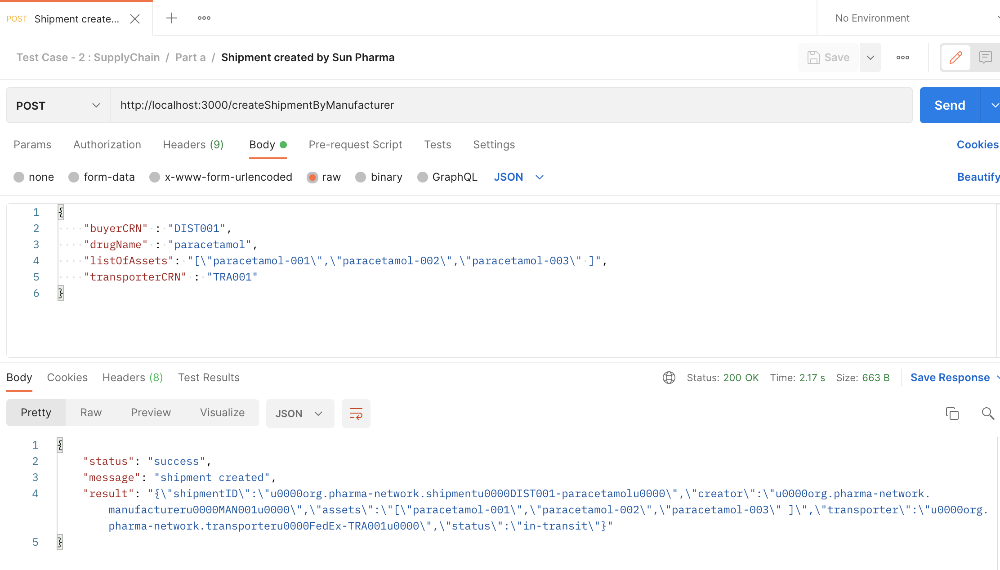 POST Shipment create...
No Environment
Test Case - 2 : SupplyChain / Part a / Shipment created by Sun Pharma
Save
POST http://localhost:3000/createShipmentByManufacturer Send
Params Authorization Headers (9) Body Pre-request Script Tests Settings Cookies
none form-data x-www-form-urlencoded raw binary GraphQL JSON Beautify
1 {
2 "buyerCRN" : "DIST001",
3 "drugName" : "paracetamol",
4 "listOfAssets": "[\"paracetamol-001\",\"paracetamol-002\",\"paracetamol-003\" ]",
5 "transporterCRN" : "TRA001"
6 }
Body Cookies Headers (8) Test Results Status: 200 OK Time: 2.17 s Size: 663 B Save Response
Pretty Raw Preview Visualize JSON
1 {
2 "status": "success",
3 "message": "shipment created",
4 "result": "{\"shipmentID\":\"u0000org.pharma-network.shipmentu0000DIST001-paracetamolu0000\",\"creator\":\"u0000org.pharma-network.
manufactureru0000MAN001u0000\",\"assets\":\"[\"paracetamol-001\",\"paracetamol-002\",\"paracetamol-003\" ]\",\"transporter\":\"u0000org.
pharma-network.transporteru0000FedEx-TRA001u0000\",\"status\":\"in-transit\"}"
5 }